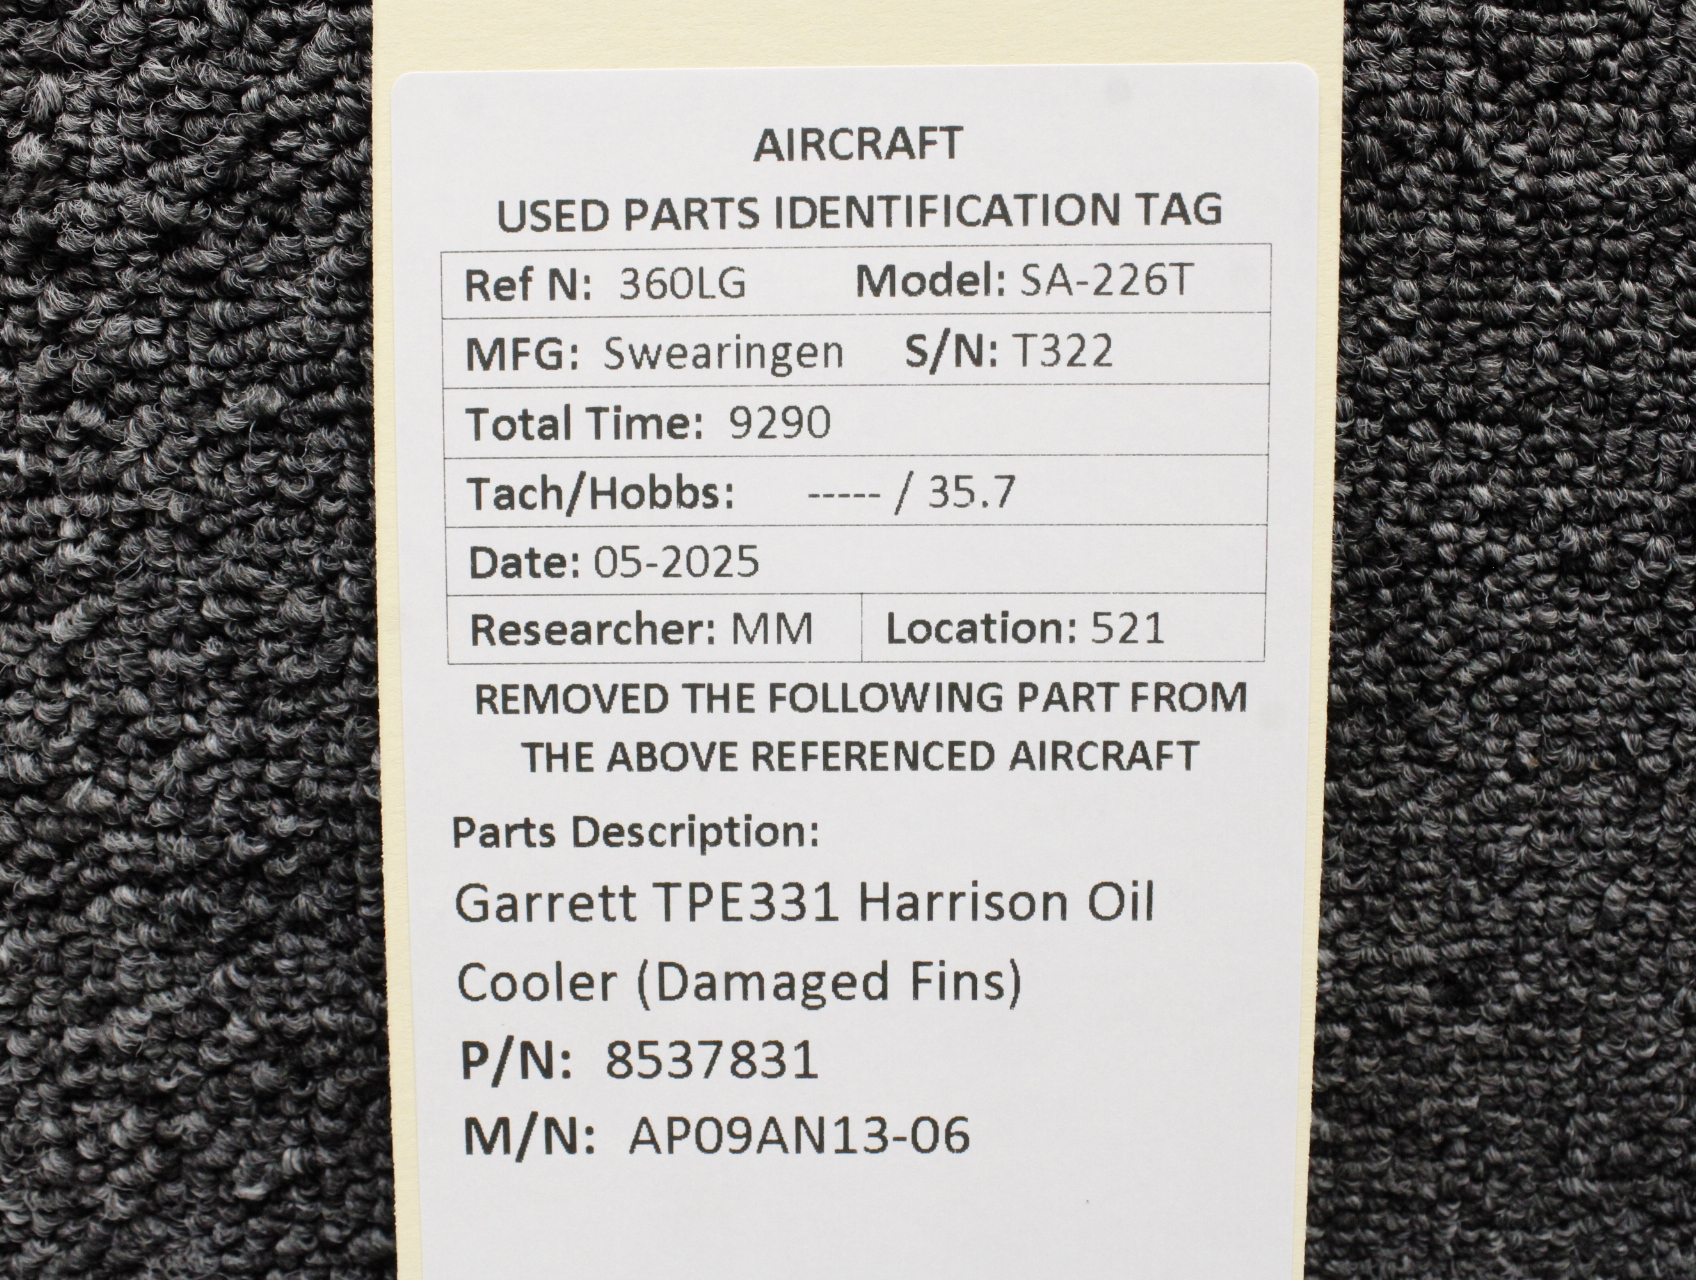 AIRCRAFT
USED PARTS IDENTIFICATION TAG
Ref N: 360LG Model: SA-226T
MFG: Swearingen S/N: T322
Total Time: 9290
Tach/Hobbs: ----- / 35.7
Date: 05-2025
Researcher: MM Location: 521
REMOVED THE FOLLOWING PART FROM
THE ABOVE REFERENCED AIRCRAFT
Parts Description:
Garrett TPE331 Harrison Oil
Cooler (Damaged Fins)
P/N: 8537831
M/N: AP09AN13-06